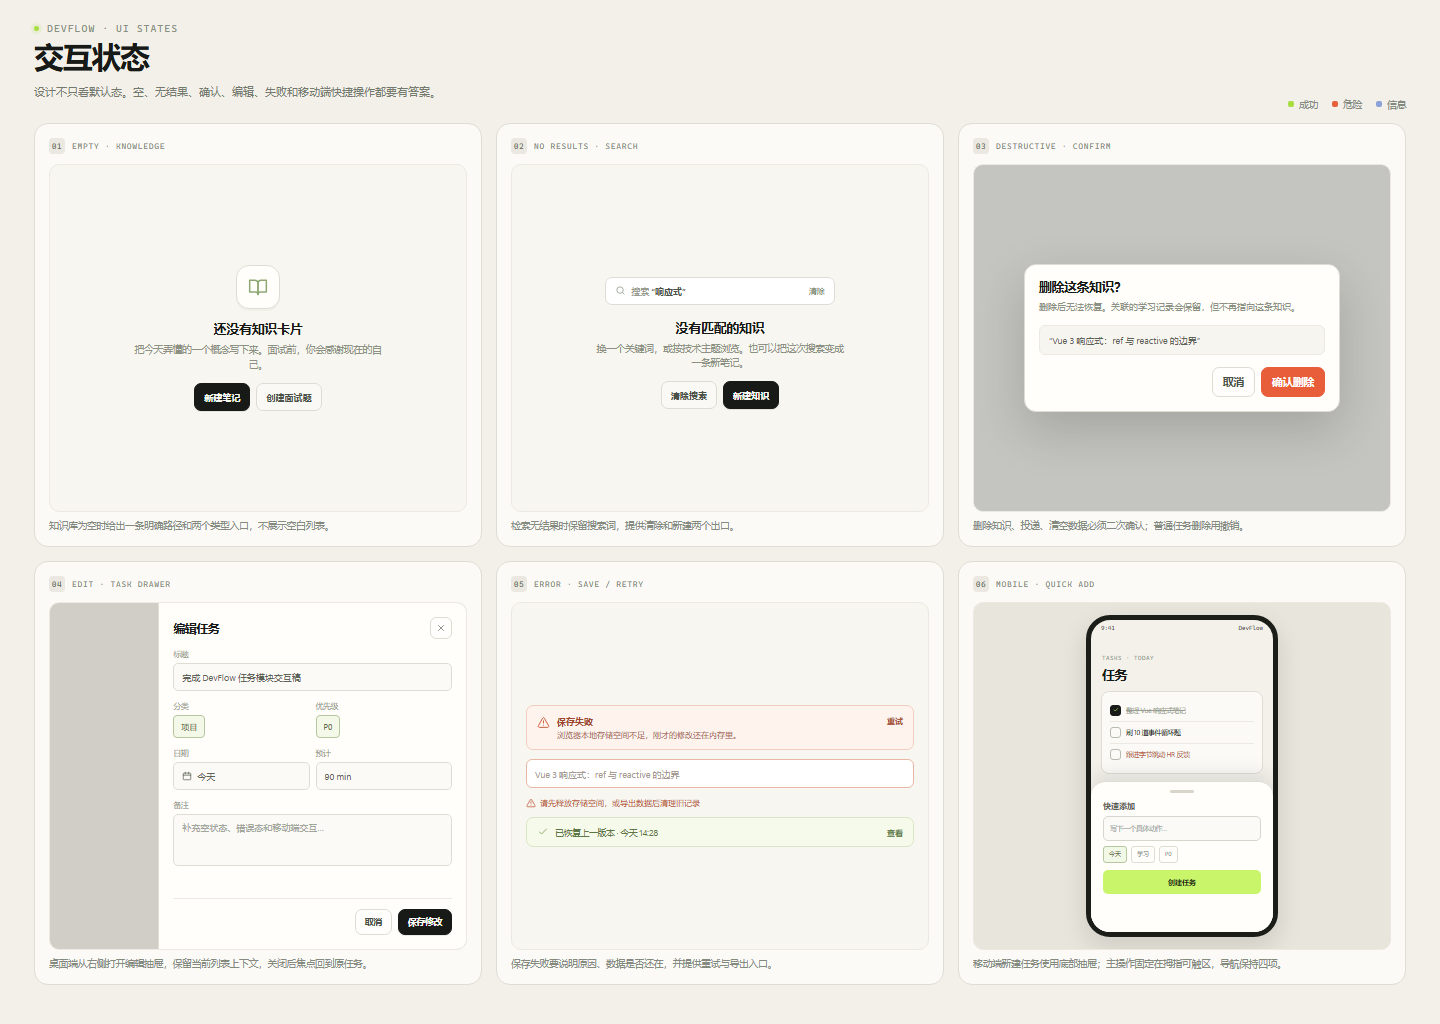 DEVFLOW · UI STATES
交互状态
设计不只看默认态。空、无结果、确认、编辑、失败和移动端快捷操作都要有答案。
成功 危险 信息
01 EMPTY · KNOWLEDGE
还没有知识卡片
把今天弄懂的一个概念写下来。面试前，你会感谢现在的自
己。
新建笔记 创建面试题
知识库为空时给出一条明确路径和两个类型入口，不展示空白列表。
02 NO RESULTS · SEARCH
搜索 "响应式" 清除
没有匹配的知识
换一个关键词，或按技术主题浏览。也可以把这次搜索变成
一条新笔记。
清除搜索 新建知识
检索无结果时保留搜索词，提供清除和新建两个出口。
03 DESTRUCTIVE · CONFIRM
删除这条知识？
删除后无法恢复。关联的学习记录会保留，但不再指向这条知识。
"Vue 3 响应式：ref 与 reactive 的边界"
取消 确认删除
删除知识、投递、清空数据必须二次确认；普通任务删除用撤销。
04 EDIT · TASK DRAWER
编辑任务
标题
完成 DevFlow 任务模块交互稿
分类 优先级
项目 P0
日期 预计
今天 90 min
备注
补充空状态、错误态和移动端交互...
取消 保存修改
桌面端从右侧打开编辑抽屉，保留当前列表上下文，关闭后焦点回到原任务。
05 ERROR · SAVE / RETRY
保存失败 重试
浏览器本地存储空间不足，刚才的修改还在内存里。
Vue 3 响应式：ref 与 reactive 的边界
请先释放存储空间，或导出数据后清理旧记录
已恢复上一版本 · 今天 14:28 查看
保存失败要说明原因、数据是否还在，并提供重试与导出入口。
06 MOBILE · QUICK ADD
9:41 DevFlow
TASKS · TODAY
任务
整理 Vue 响应式笔记
刷 10 道事件循环题
跟进字节跳动 HR 反馈
快速添加
写下一个具体动作...
今天 学习 P0
创建任务
移动端新建任务使用底部抽屉；主操作固定在拇指可触区，导航保持四项。